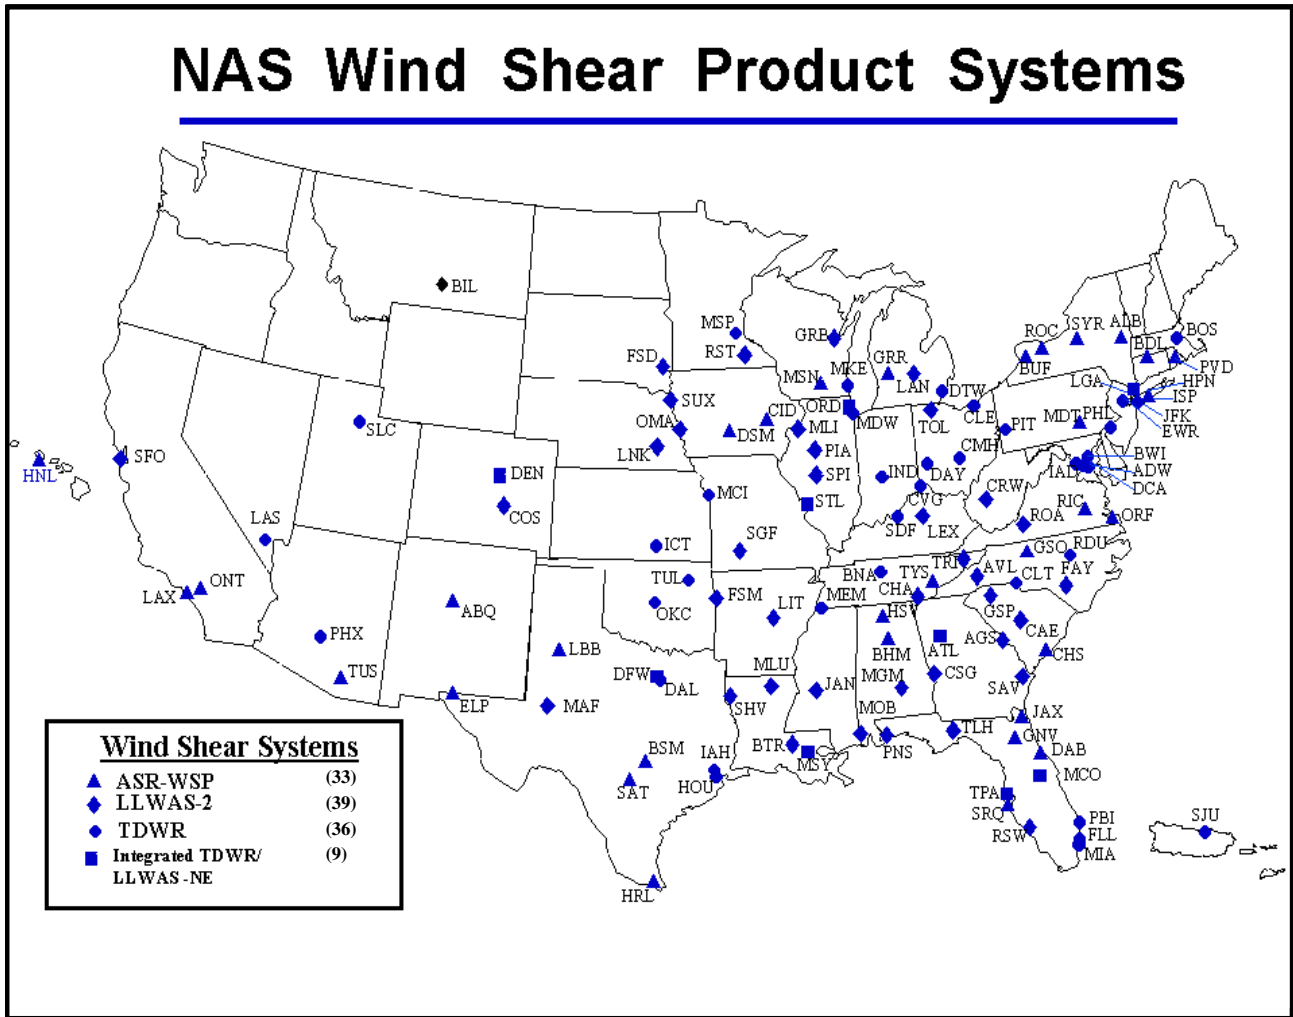 NAS Wind Shear Product Systems
BIL
MSP
GRB
RST
FSD
MSN
MKE
GRR
LAN
DTW
ROC
SYR
ALB
BOS
BUF
BDL
PVD
LGA
HPN
ISP
JFK
EWR
SUX
OMA
CID
ORD
MDW
TOL
CLE
PIT
MDT
PHL
SLC
DSM
MLI
LNK
PIA
CMH
BWI
SFO
HNL
DEN
SPI
IND
DAY
IAD
ADW
DCA
COS
MCI
STL
CVG
CRW
RIC
ORF
LAS
SDF
LEX
ROA
ICT
SGF
GSO
RDU
TRI
TUL
BNA
TYS
AVL
CLT
FAY
ONT
LAX
ABQ
OKC
FSM
LIT
MEM
CHA
HSV
GSP
CAE
PHX
LBB
BHM
ATL
AGS
CHS
TUS
DFW
DAL
MLU
JAN
MGM
CSG
SAV
ELP
MAF
SHV
MOB
JAX
TLH
GNV
BSM
IAH
BTR
MSY
PNS
DAB
SAT
HOU
MCO
TPA
SRQ
RSW
PBI
FLL
MIA
SJU
HRL
Wind Shear Systems
ASR-WSP (33)
LLWAS-2 (39)
TDWR (36)
Integrated TDWR/ (9)
LLWAS-NE